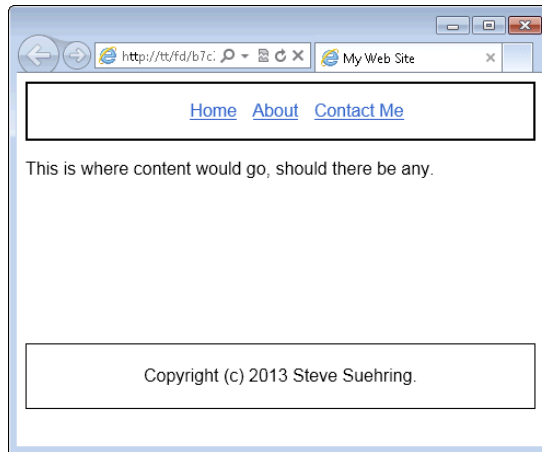 http://tt/fd/b7c
My Web Site
Home About Contact Me
This is where content would go, should there be any.
Copyright (c) 2013 Steve Suehring.